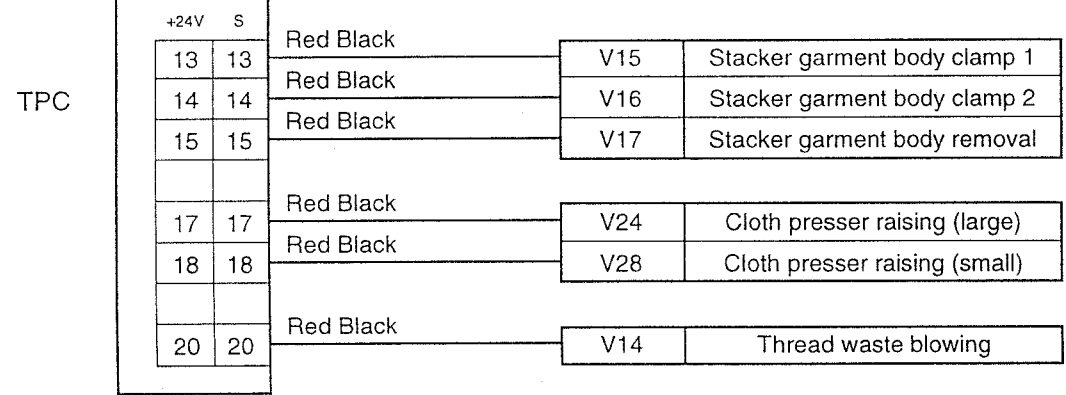 +24V S
Red Black
13 13 V15 Stacker garment body clamp 1
Red Black
TPC 14 14 V16 Stacker garment body clamp 2
Red Black
15 15 V17 Stacker garment body removal
Red Black
17 17 V24 Cloth presser raising (large)
Red Black
18 18 V28 Cloth presser raising (small)
Red Black
20 20 V14 Thread waste blowing